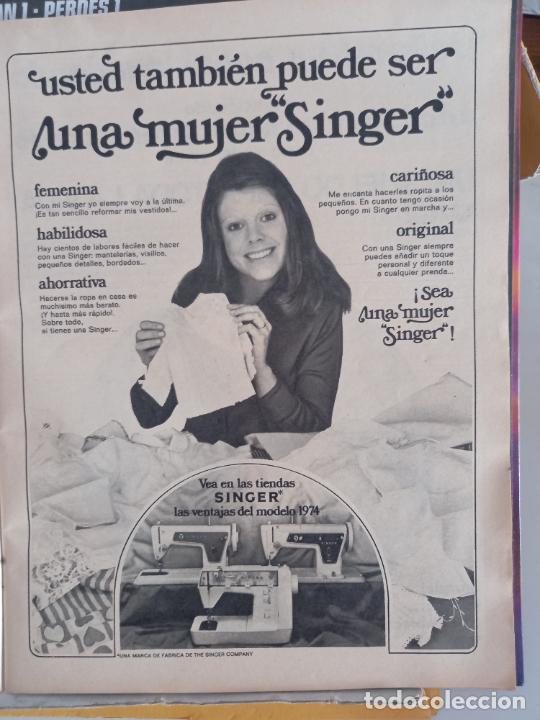 AN! - PERDES!
usted también puede ser
una mujer "Singer"
femenina
Con mi Singer yo siempre voy a la última.
¡Es tan sencillo reformar mis vestidos!...
habilidosa
Hay cientos de labores fáciles de hacer
con una Singer: mantelerías, visillos,
pequeños detalles, bordados...
ahorrativa
Hacerse la ropa en casa es
muchísimo más barato.
¡Y hasta más rápido!
Sobre todo,
si tienes una Singer...
cariñosa
Me encanta hacerles ropita a los
pequeños. En cuanto tengo ocasión
pongo mi Singer en marcha y...
original
Con una Singer siempre
puedes añadir un toque
personal y diferente
a cualquier prenda...
¡Sea
una mujer
"Singer"!
Vea en las tiendas
SINGER*
las ventajas del modelo 1974
*UNA MARCA DE FABRICA DE THE SINGER COMPANY
todocoleccion